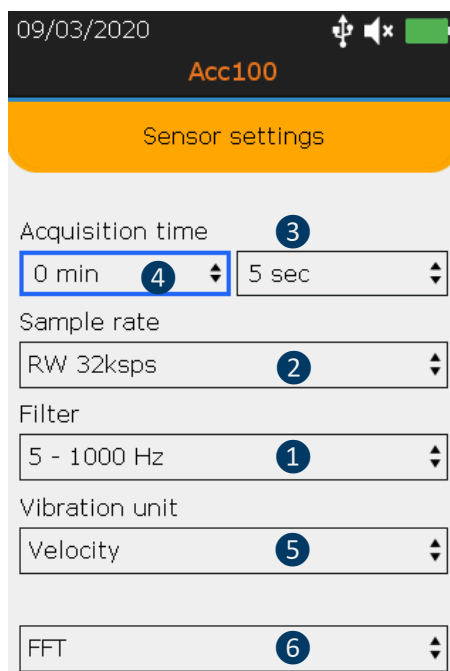 09/03/2020
Acc100
Sensor settings
Acquisition time 3
0 min 4 5 sec
Sample rate
RW 32ksps 2
Filter
5 - 1000 Hz 1
Vibration unit
Velocity 5
FFT 6